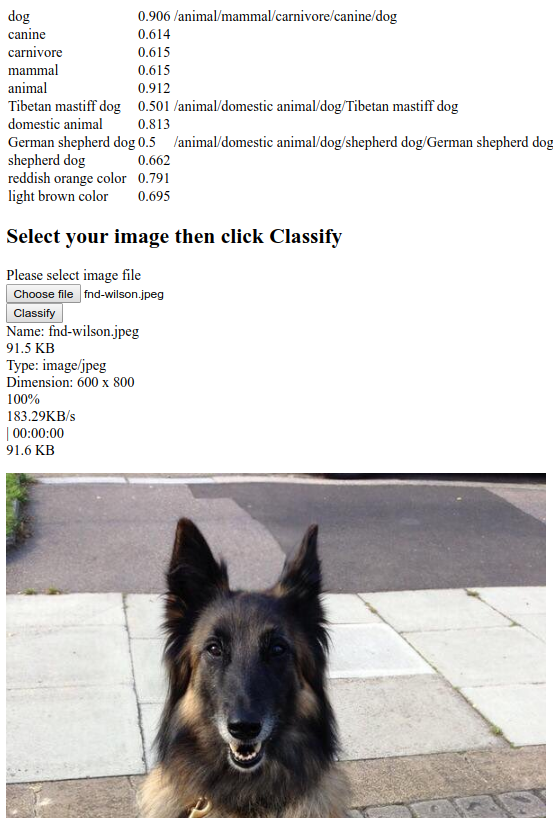 dog 0.906 /animal/mammal/carnivore/canine/dog
canine 0.614
carnivore 0.615
mammal 0.615
animal 0.912
Tibetan mastiff dog 0.501 /animal/domestic animal/dog/Tibetan mastiff dog
domestic animal 0.813
German shepherd dog 0.5 /animal/domestic animal/dog/shepherd dog/German shepherd dog
shepherd dog 0.662
reddish orange color 0.791
light brown color 0.695
Select your image then click Classify
Please select image file
Choose file fnd-wilson.jpeg
Classify
Name: fnd-wilson.jpeg
91.5 KB
Type: image/jpeg
Dimension: 600 x 800
100%
183.29KB/s
| 00:00:00
91.6 KB